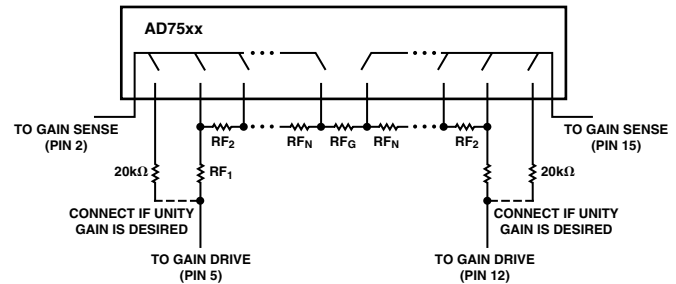 AD75xx
TO GAIN SENSE
(PIN 2)
RF2
RFN
RFG
RFN
RF2
TO GAIN SENSE
(PIN 15)
20kΩ
RF1
20kΩ
CONNECT IF UNITY
GAIN IS DESIRED
CONNECT IF UNITY
GAIN IS DESIRED
TO GAIN DRIVE
(PIN 5)
TO GAIN DRIVE
(PIN 12)